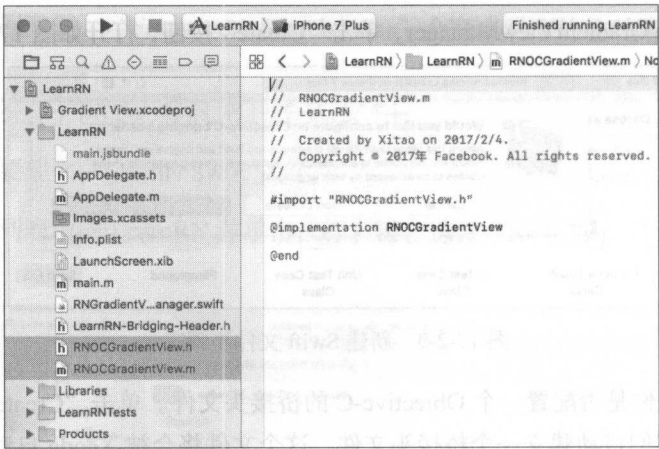 LearnRN 〉 iPhone 7 Plus
Finished running LearnRN
LearnRN 〉 LearnRN 〉 RNOCGradientView.m 〉 No
LearnRN
Gradient View.xcodeproj
LearnRN
main.jsbundle
h AppDelegate.h
m AppDelegate.m
Images.xcassets
Info.plist
LaunchScreen.xib
m main.m
RNGradientV...anager.swift
h LearnRN-Bridging-Header.h
h RNOCGradientView.h
m RNOCGradientView.m
Libraries
LearnRNTests
Products
//
// RNOCGradientView.m
// LearnRN
//
// Created by Xitao on 2017/2/4.
// Copyright © 2017年 Facebook. All rights reserved.
//
#import "RNOCGradientView.h"
@implementation RNOCGradientView
@end